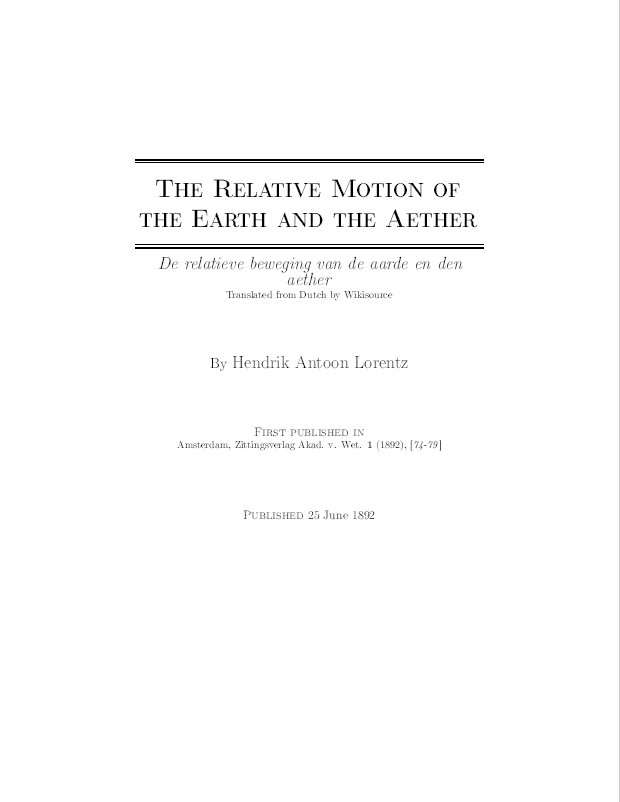 The Relative Motion of
the Earth and the Aether
De relatieve beweging van de aarde en den
aether
Translated from Dutch by Wikisource
By Hendrik Antoon Lorentz
First published in
Amsterdam, Zittingsverlag Akad. v. Wet. 1 (1892), [74-79]
Published 25 June 1892